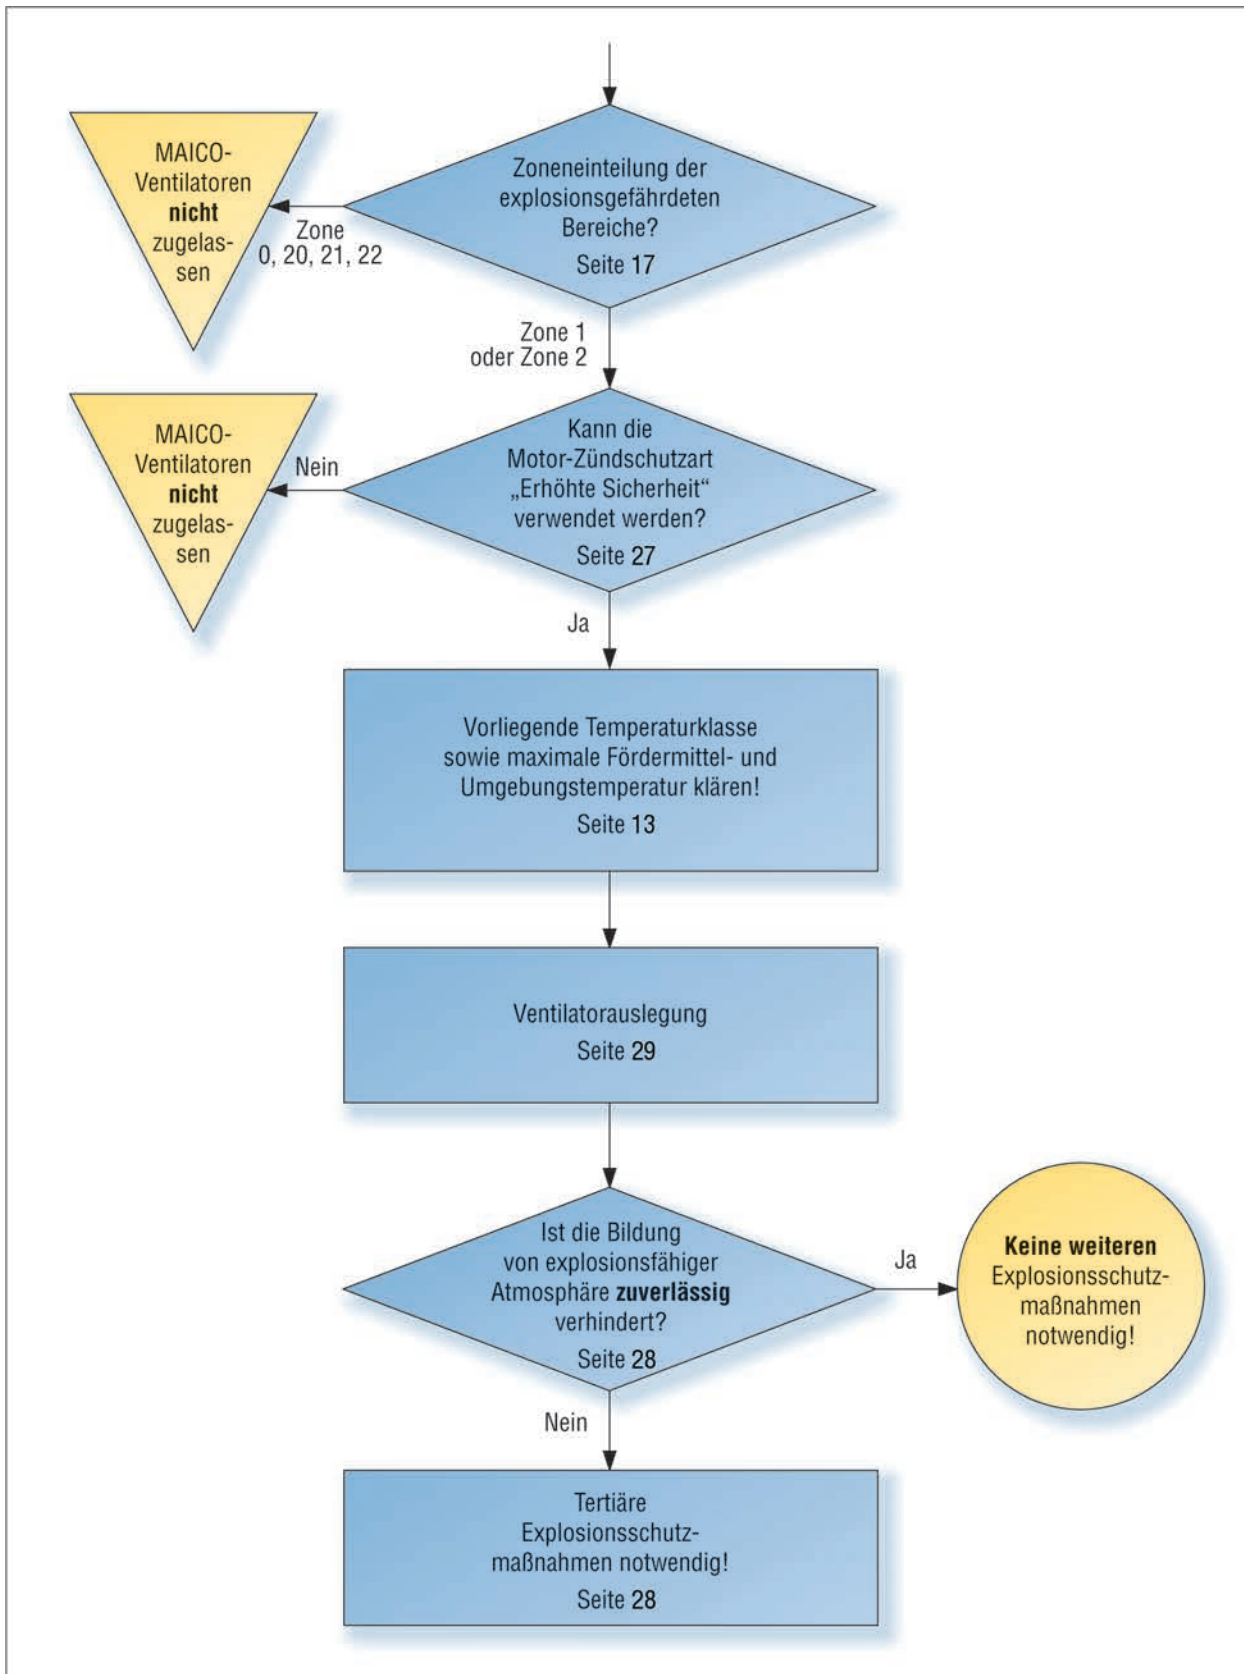 Zoneneinteilung der
explosionsgefährdeten
Bereiche?
Seite 17
MAICO-
Ventilatoren
nicht
zugelas-
sen
Zone
0, 20, 21, 22
Zone 1
oder Zone 2
Kann die
Motor-Zündschutzart
„Erhöhte Sicherheit“
verwendet werden?
Seite 27
Nein
MAICO-
Ventilatoren
nicht
zugelas-
sen
Ja
Vorliegende Temperaturklasse
sowie maximale Fördermittel- und
Umgebungstemperatur klären!
Seite 13
Ventilatorauslegung
Seite 29
Ist die Bildung
von explosionsfähiger
Atmosphäre zuverlässig
verhindert?
Seite 28
Ja
Keine weiteren
Explosionsschutz-
maßnahmen
notwendig!
Nein
Tertiäre
Explosionsschutz-
maßnahmen notwendig!
Seite 28